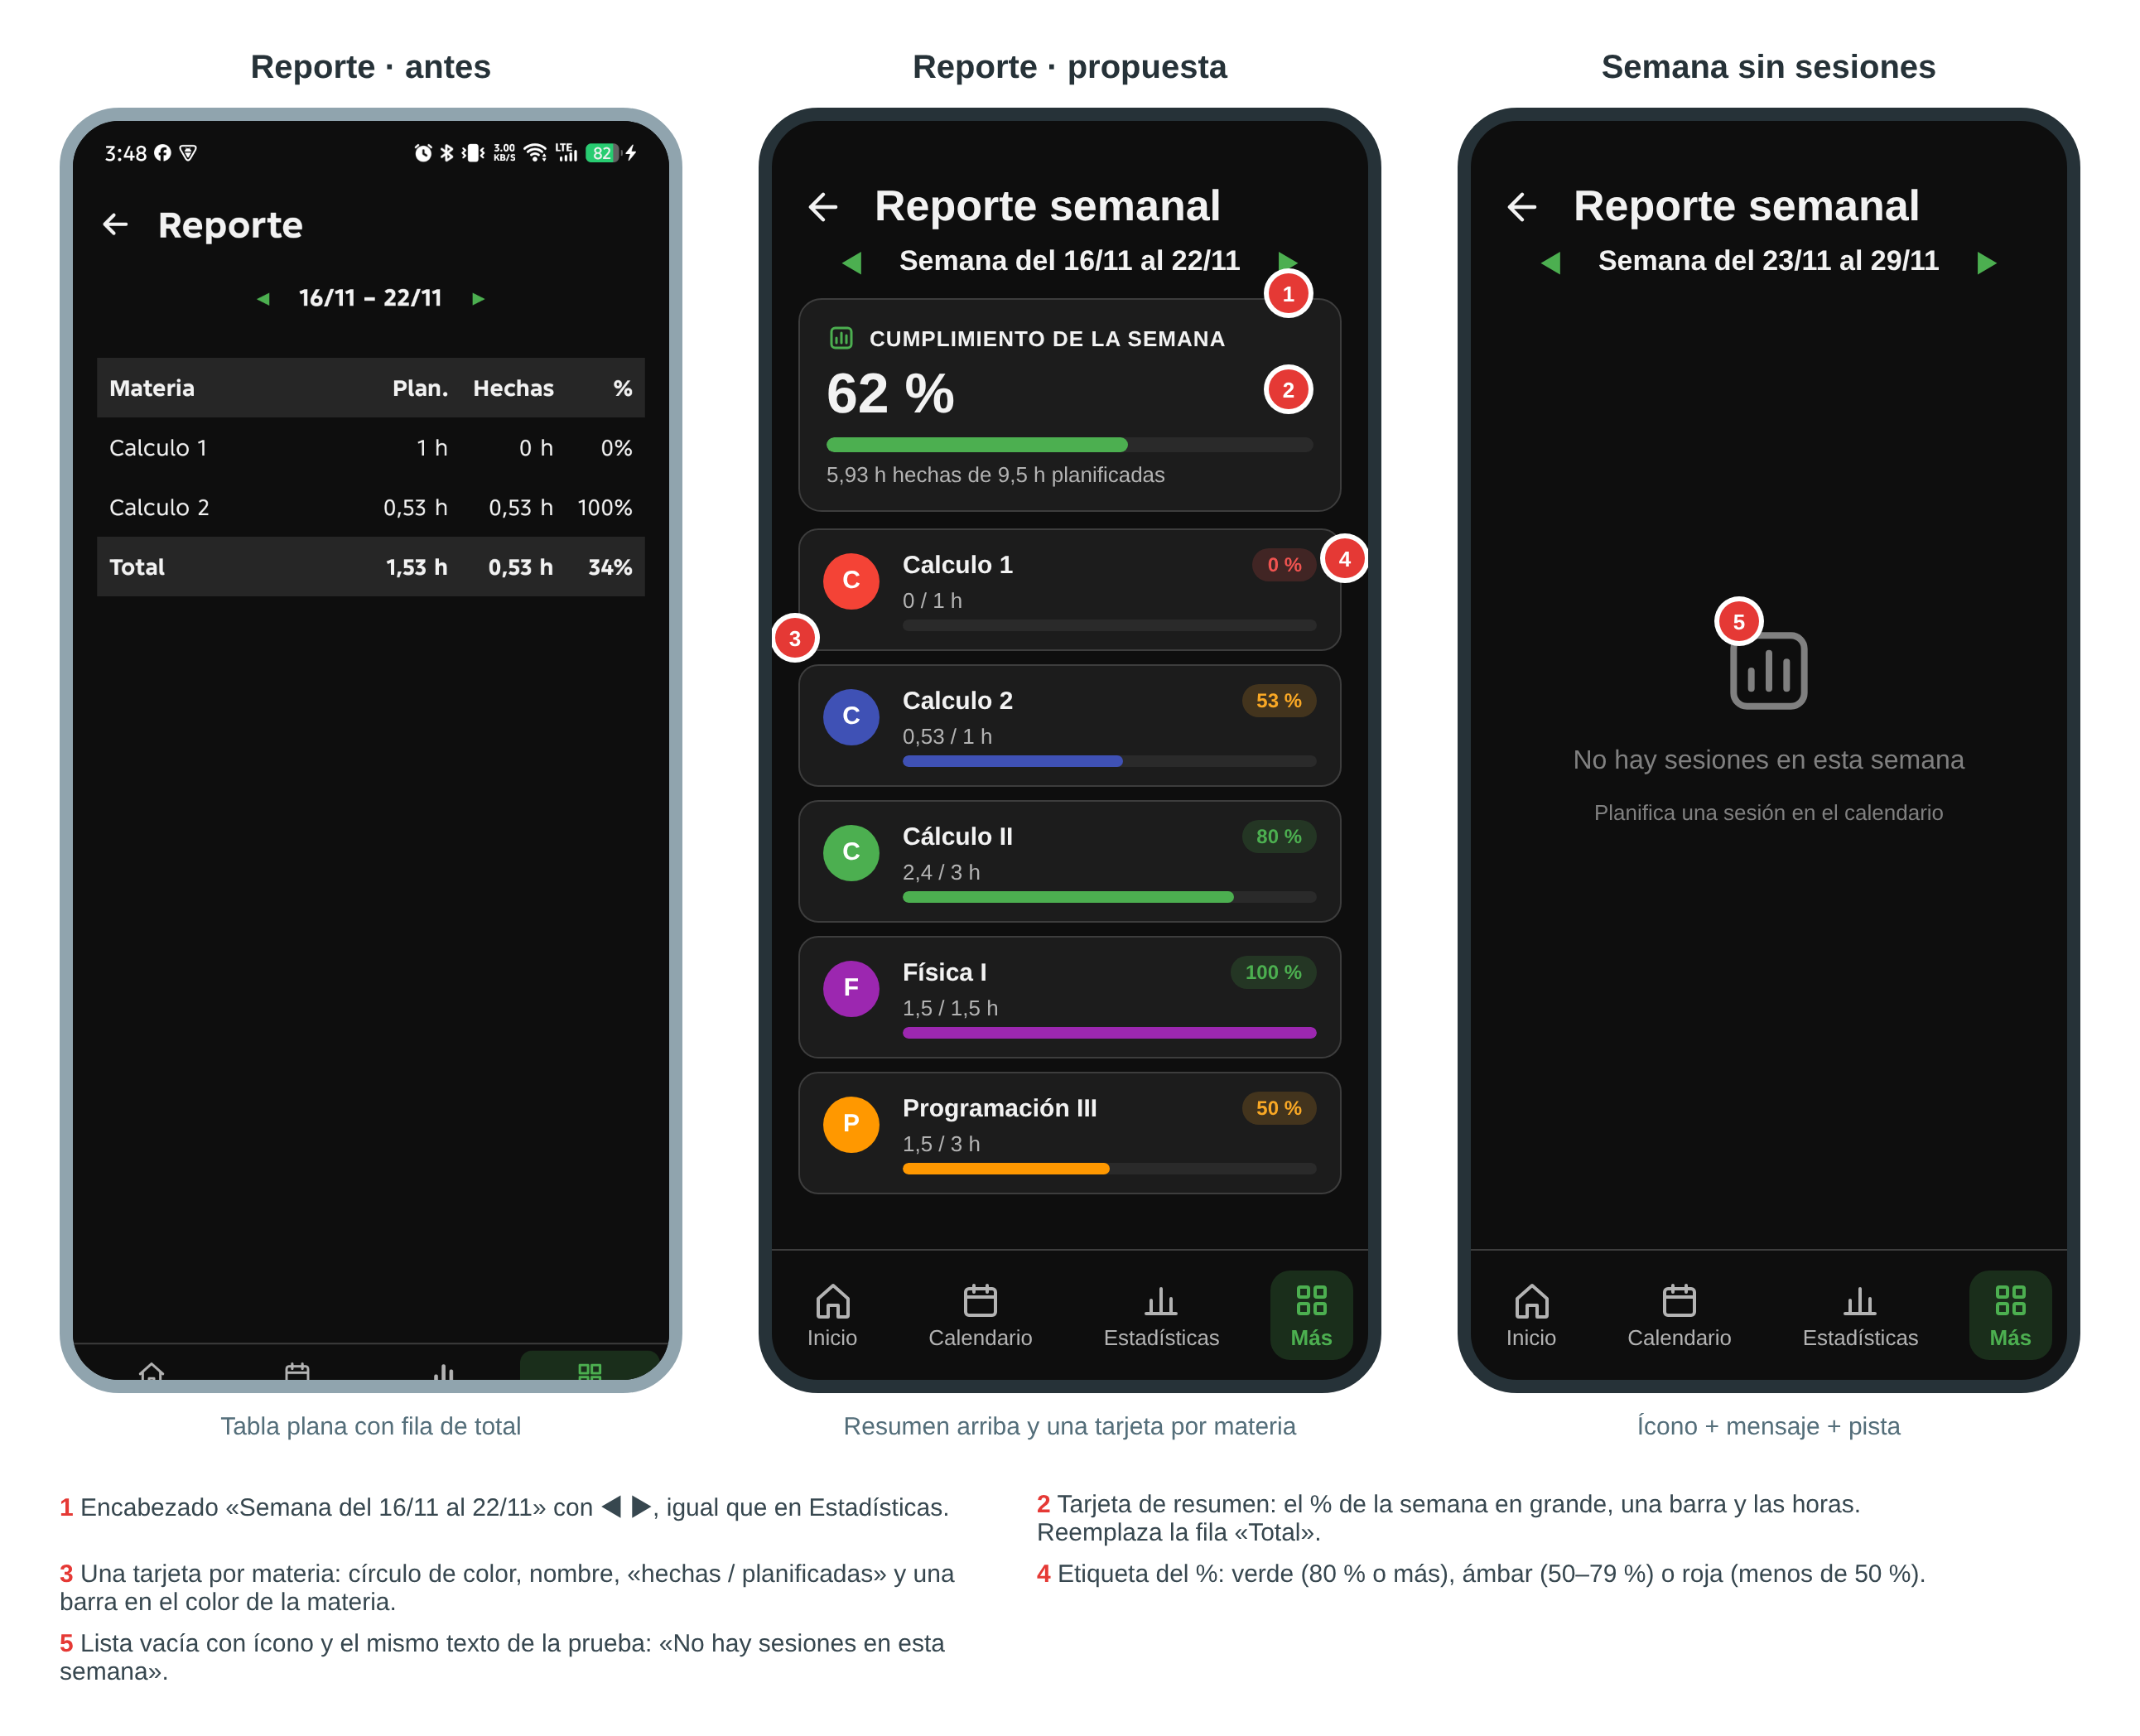 Reporte · antes
3:48
3.00
KB/S
LTE
82
Reporte
◄ 16/11 – 22/11 ►
Materia Plan. Hechas %
Calculo 1 1 h 0 h 0%
Calculo 2 0,53 h 0,53 h 100%
Total 1,53 h 0,53 h 34%
Tabla plana con fila de total
Reporte · propuesta
Reporte semanal
◀ Semana del 16/11 al 22/11 ▶
1
CUMPLIMIENTO DE LA SEMANA
62 %
2
5,93 h hechas de 9,5 h planificadas
C Calculo 1 0 %
4
0 / 1 h
3
C Calculo 2 53 %
0,53 / 1 h
C Cálculo II 80 %
2,4 / 3 h
F Física I 100 %
1,5 / 1,5 h
P Programación III 50 %
1,5 / 3 h
Inicio Calendario Estadísticas Más
Resumen arriba y una tarjeta por materia
Semana sin sesiones
Reporte semanal
◀ Semana del 23/11 al 29/11 ▶
5
No hay sesiones en esta semana
Planifica una sesión en el calendario
Inicio Calendario Estadísticas Más
Ícono + mensaje + pista
1 Encabezado «Semana del 16/11 al 22/11» con ◀ ▶, igual que en Estadísticas.
2 Tarjeta de resumen: el % de la semana en grande, una barra y las horas.
Reemplaza la fila «Total».
3 Una tarjeta por materia: círculo de color, nombre, «hechas / planificadas» y una
barra en el color de la materia.
4 Etiqueta del %: verde (80 % o más), ámbar (50–79 %) o roja (menos de 50 %).
5 Lista vacía con ícono y el mismo texto de la prueba: «No hay sesiones en esta
semana».